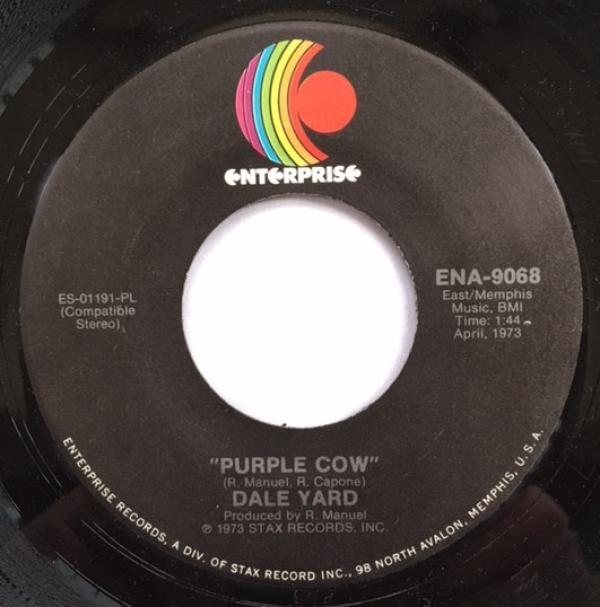 ENTERPRISE
ES-01191-PL
(Compatible
Stereo)
ENA-9068
East/Memphis
Music, BMI
Time: 1:44
April, 1973
"PURPLE COW"
(R. Manuel, R. Capone)
DALE YARD
Produced by R. Manuel
℗ 1973 STAX RECORDS, INC.
ENTERPRISE RECORDS, A DIV. OF STAX RECORD INC., 98 NORTH AVALON, MEMPHIS, U.S.A.